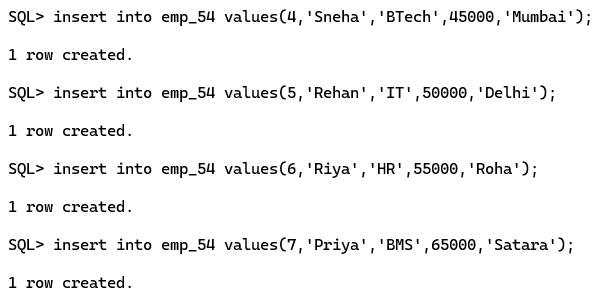 SQL> insert into emp_54 values(4,'Sneha','BTech',45000,'Mumbai');
1 row created.
SQL> insert into emp_54 values(5,'Rehan','IT',50000,'Delhi');
1 row created.
SQL> insert into emp_54 values(6,'Riya','HR',55000,'Roha');
1 row created.
SQL> insert into emp_54 values(7,'Priya','BMS',65000,'Satara');
1 row created.